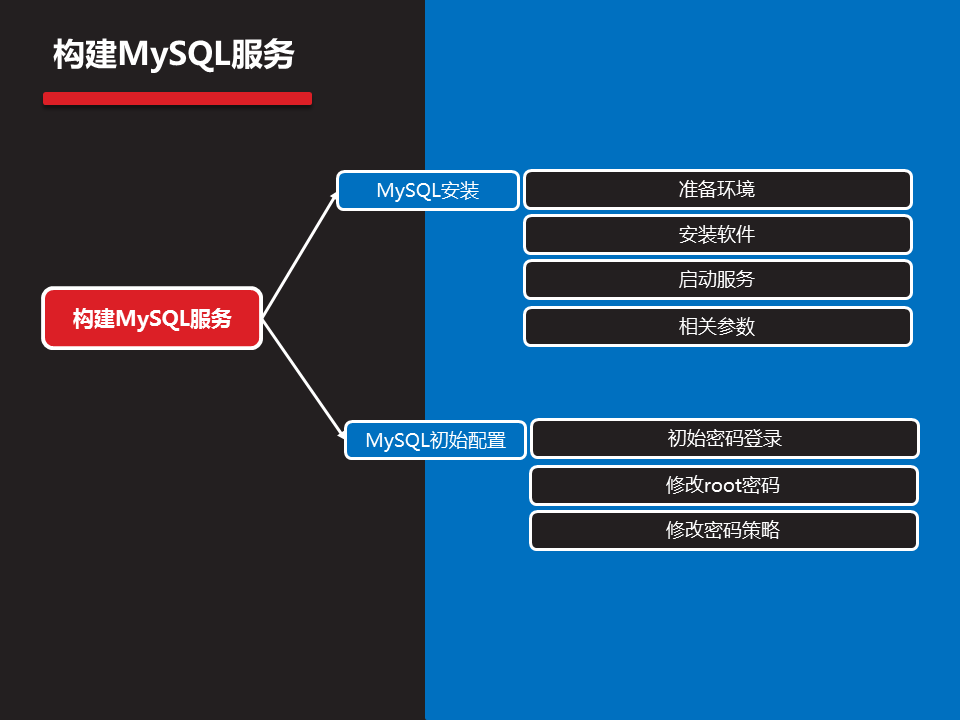 构建MySQL服务
MySQL安装
准备环境
安装软件
启动服务
相关参数
构建MySQL服务
MySQL初始配置
初始密码登录
修改root密码
修改密码策略